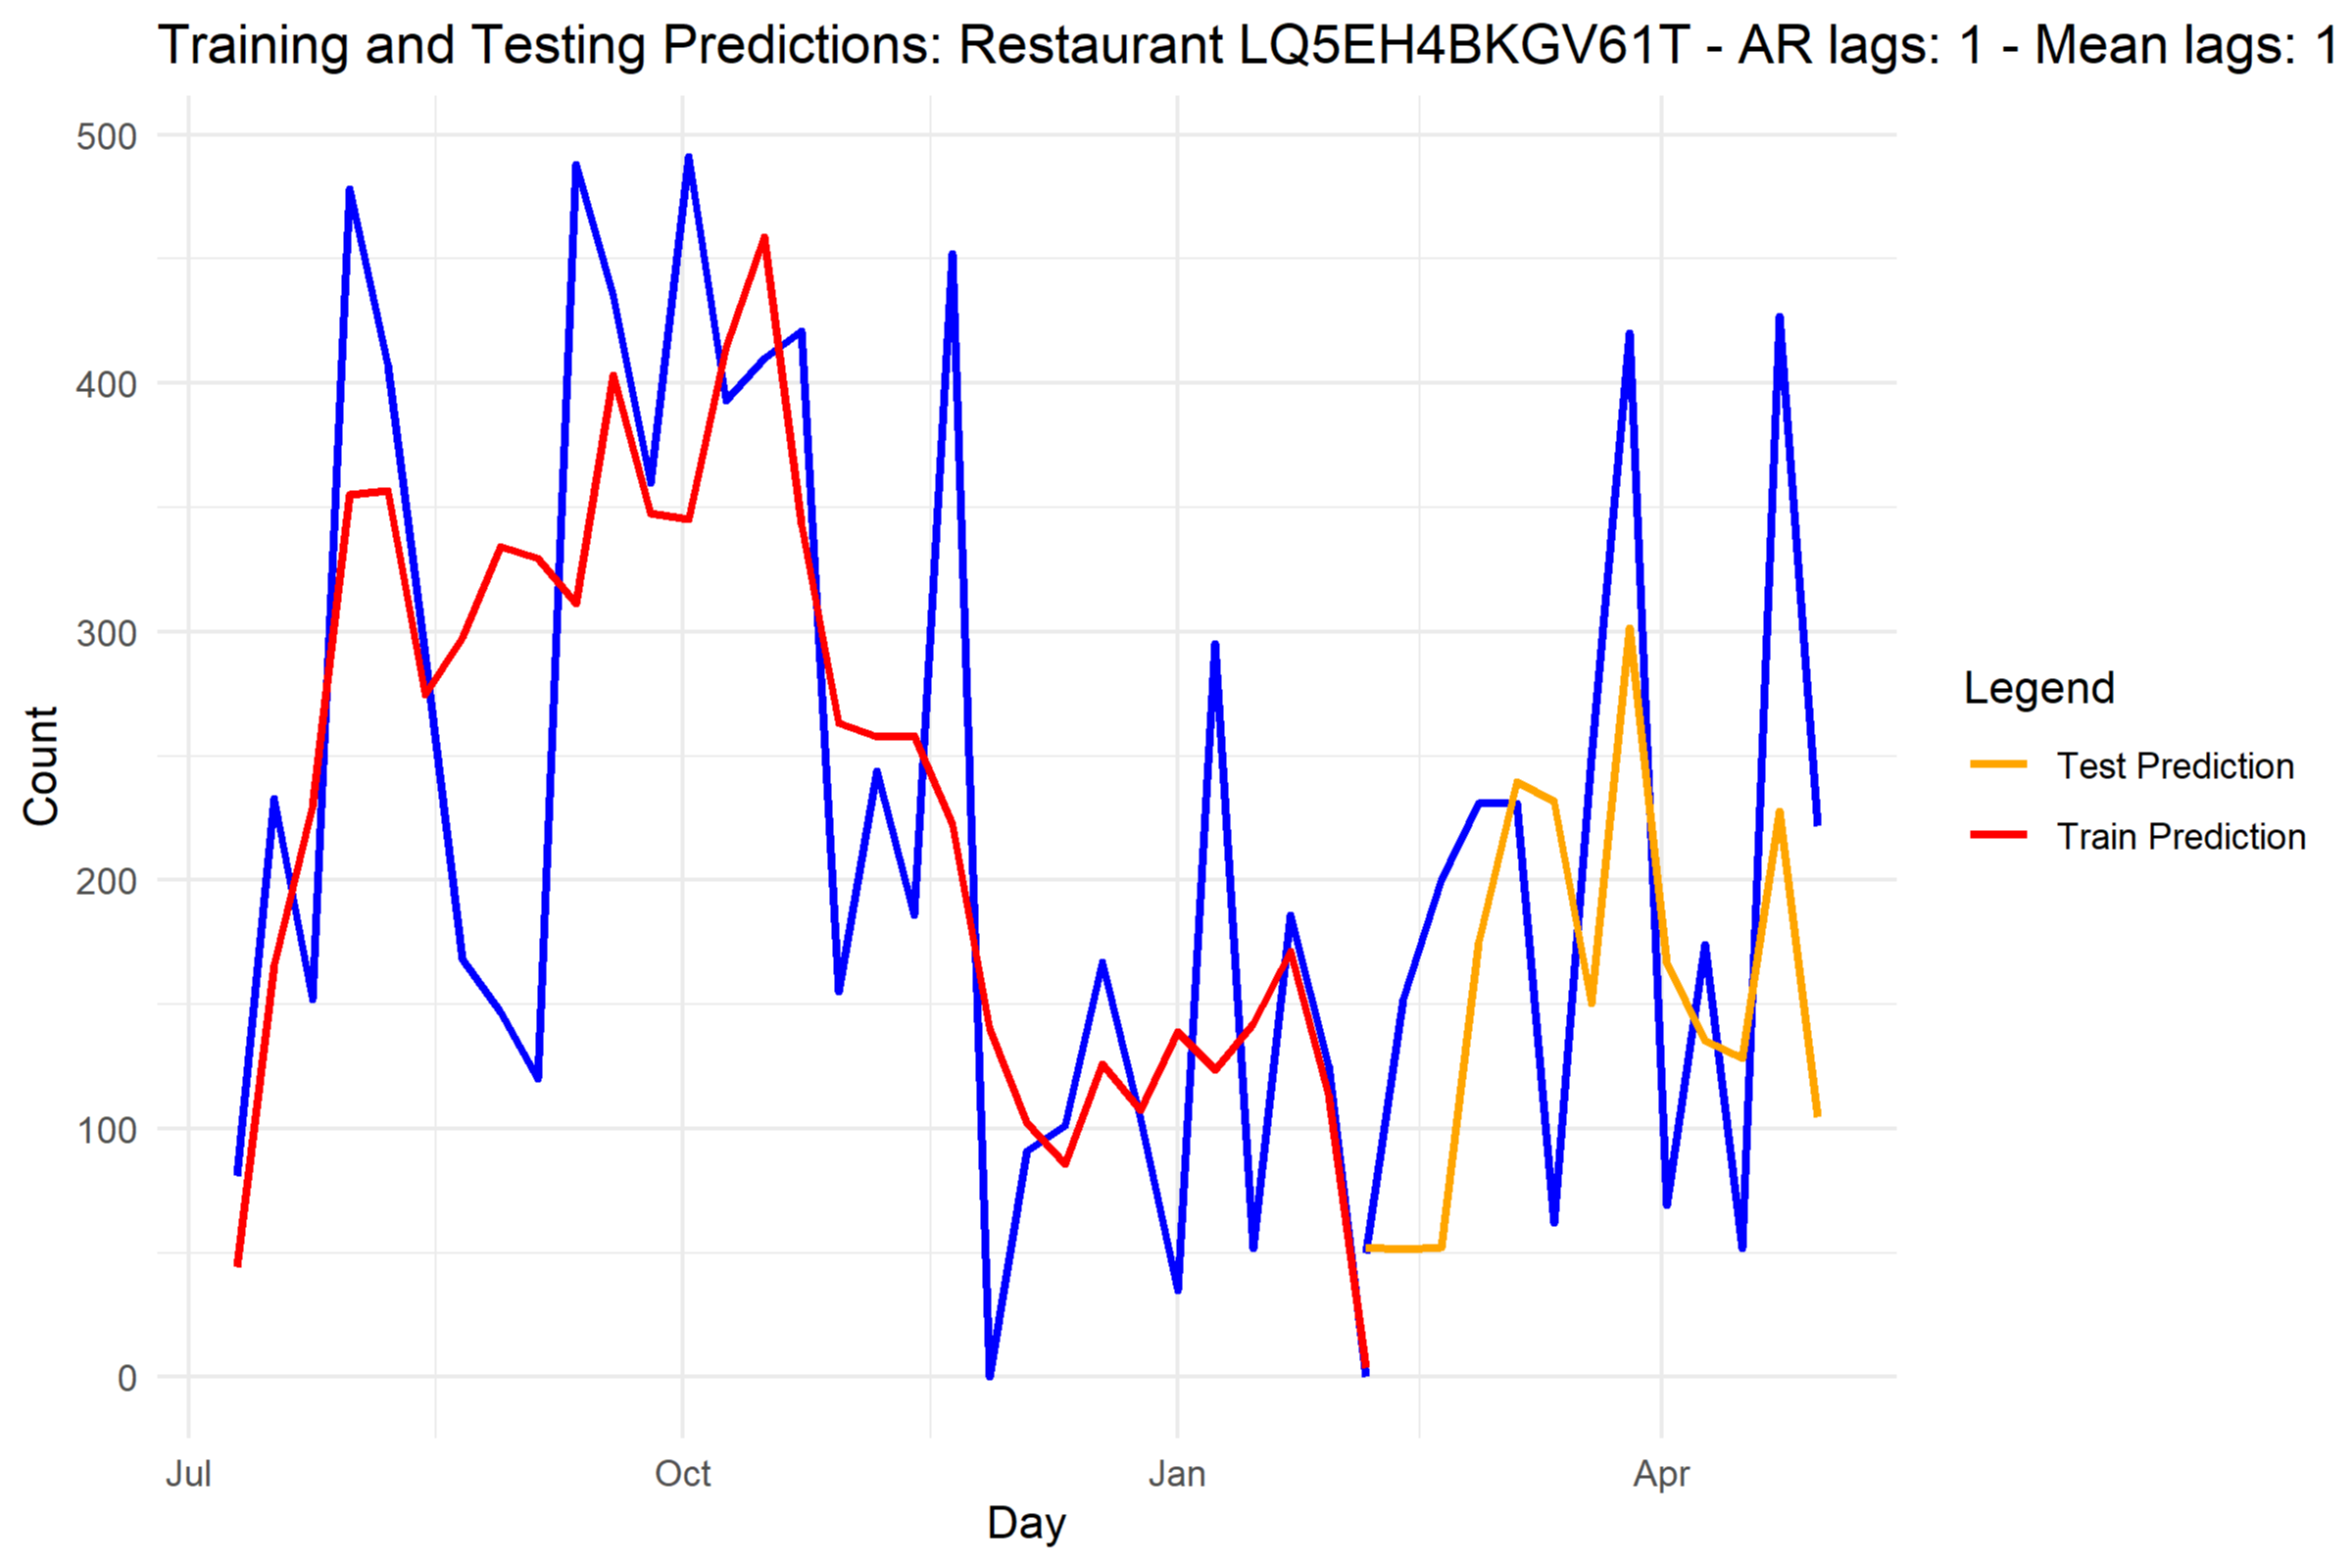 Training and Testing Predictions: Restaurant LQ5EH4BKGV61T - AR lags: 1 - Mean lags: 1
500
400
300
200
100
0
Count
Jul Oct Jan Apr
Day
Legend
Test Prediction
Train Prediction